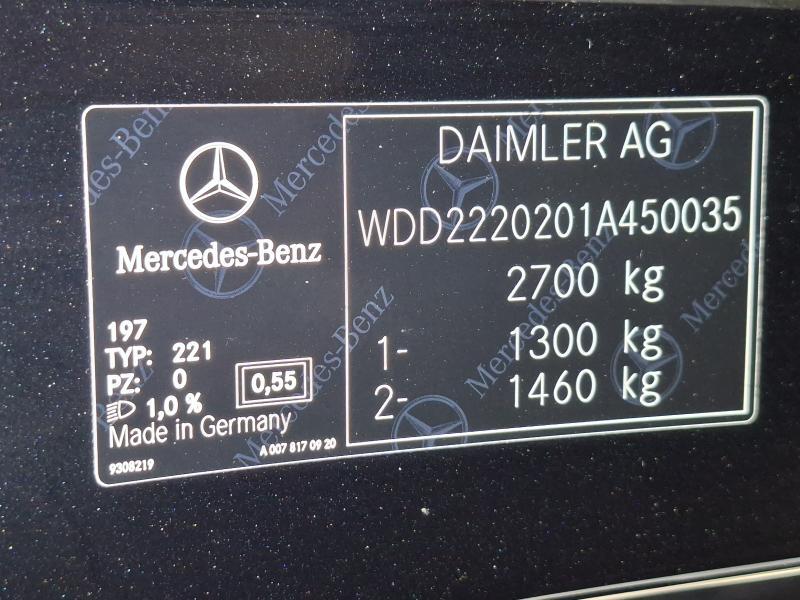 Mercedes-Benz
197
TYP: 221
PZ: 0
1,0 %
0,55
Made in Germany
A 007 817 09 20
9308219
DAIMLER AG
WDD2220201A450035
2700 kg
1- 1300 kg
2- 1460 kg